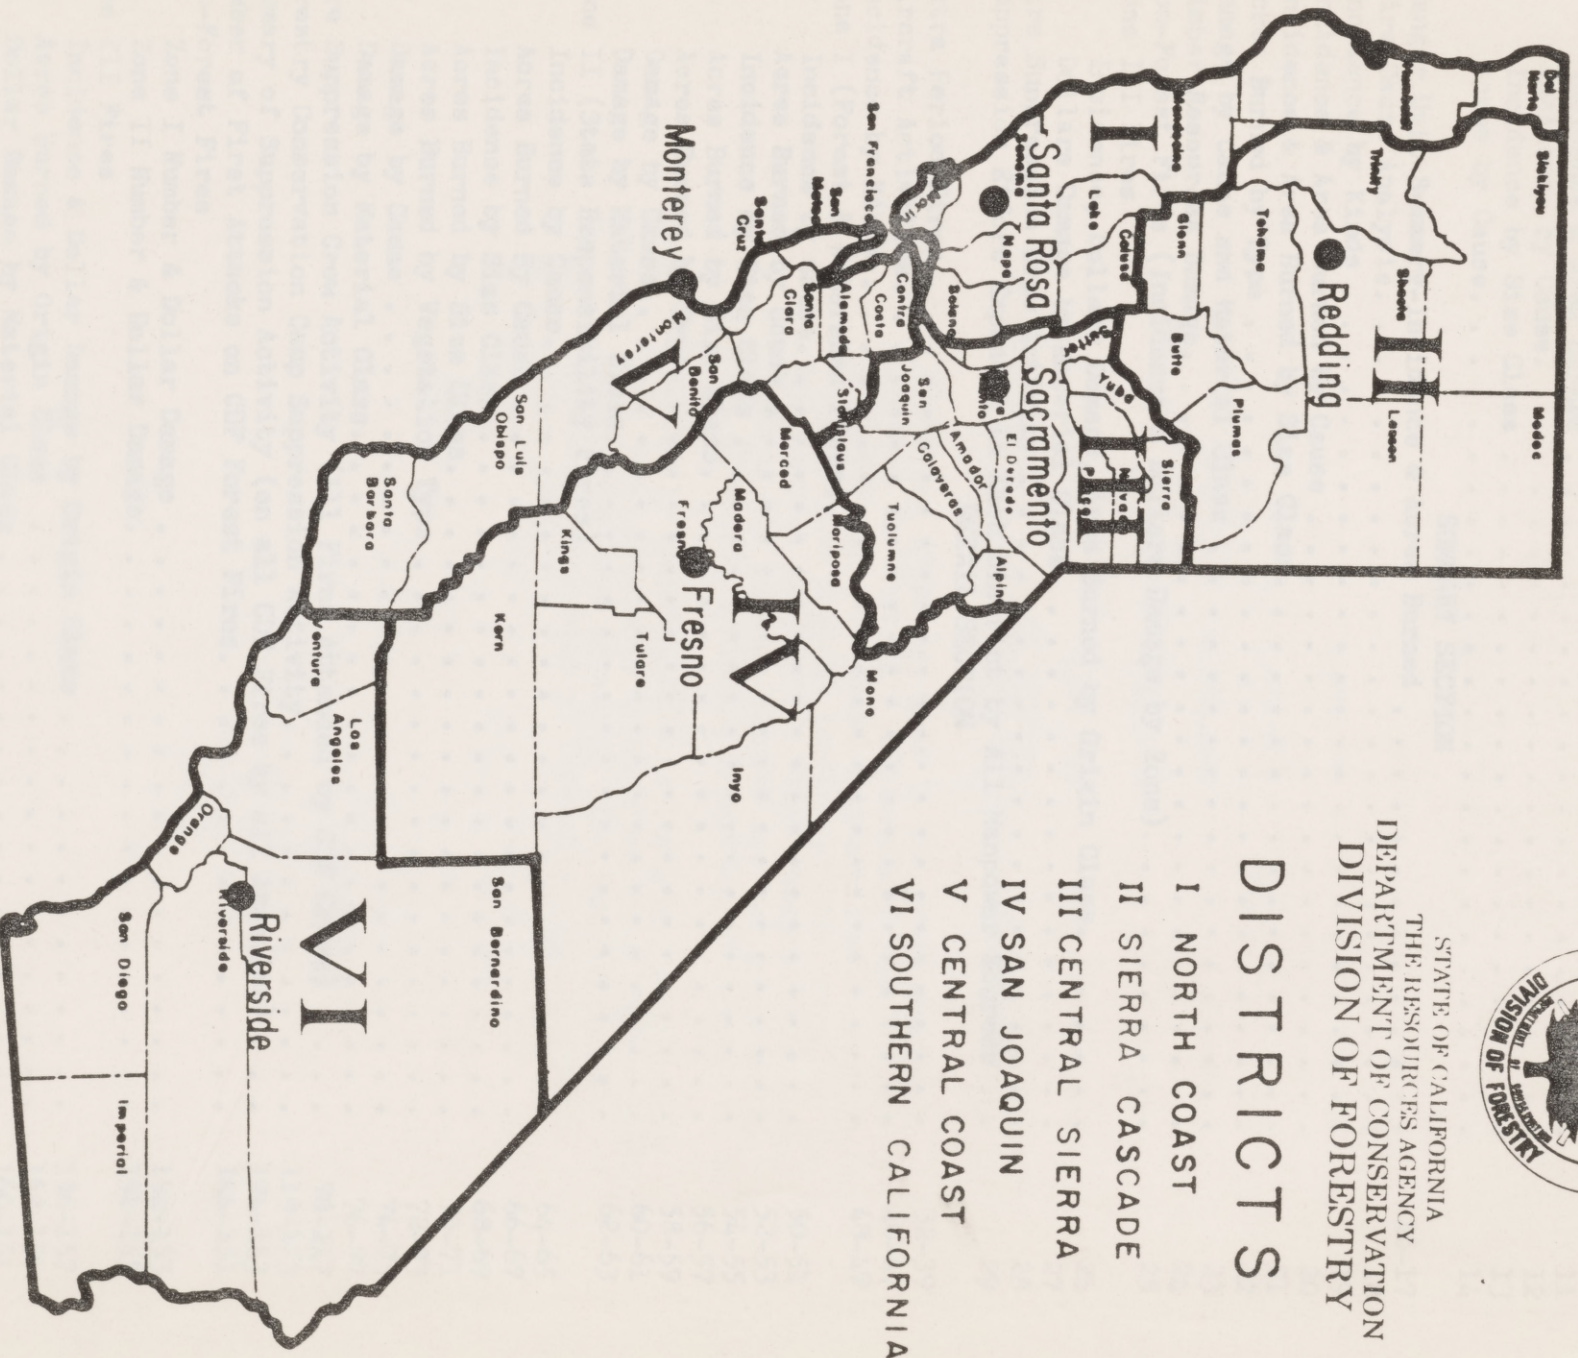 DIVISION OF FORESTRY
STATE OF CALIFORNIA
THE RESOURCES AGENCY
DEPARTMENT OF CONSERVATION
DIVISION OF FORESTRY
DISTRICTS
I NORTH COAST
II SIERRA CASCADE
III CENTRAL SIERRA
IV SAN JOAQUIN
V CENTRAL COAST
VI SOUTHERN CALIFORNIA
Del Norte
Siskiyou
Modoc
Humboldt
Trinity
Shasta
Lassen
II
Redding
Tehama
Plumas
Mendocino
Glenn
Butte
I
Lake
Colusa
Sutter
Yuba
Sierra
Nevada
Placer
III
Santa Rosa
Sonoma
Napa
Sacramento
El Dorado
Amador
Alpine
Marin
Solano
Calaveras
San Francisco
Contra Costa
San Joaquin
Tuolumne
Mono
San Mateo
Alameda
Stanislaus
Mariposa
Santa Cruz
Santa Clara
Merced
Madera
IV
Monterey
Monterey
San Benito
V
Fresno
Fresno
Inyo
San Luis Obispo
Kings
Tulare
Kern
Santa Barbara
Ventura
Los Angeles
San Bernardino
VI
Orange
Riverside
Riverside
San Diego
Imperial